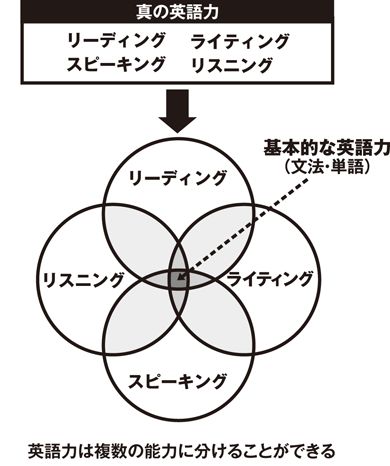 真の英語力
リーディング ライティング
スピーキング リスニング
基本的な英語力
(文法・単語)
リーディング
リスニング
ライティング
スピーキング
英語力は複数の能力に分けることができる